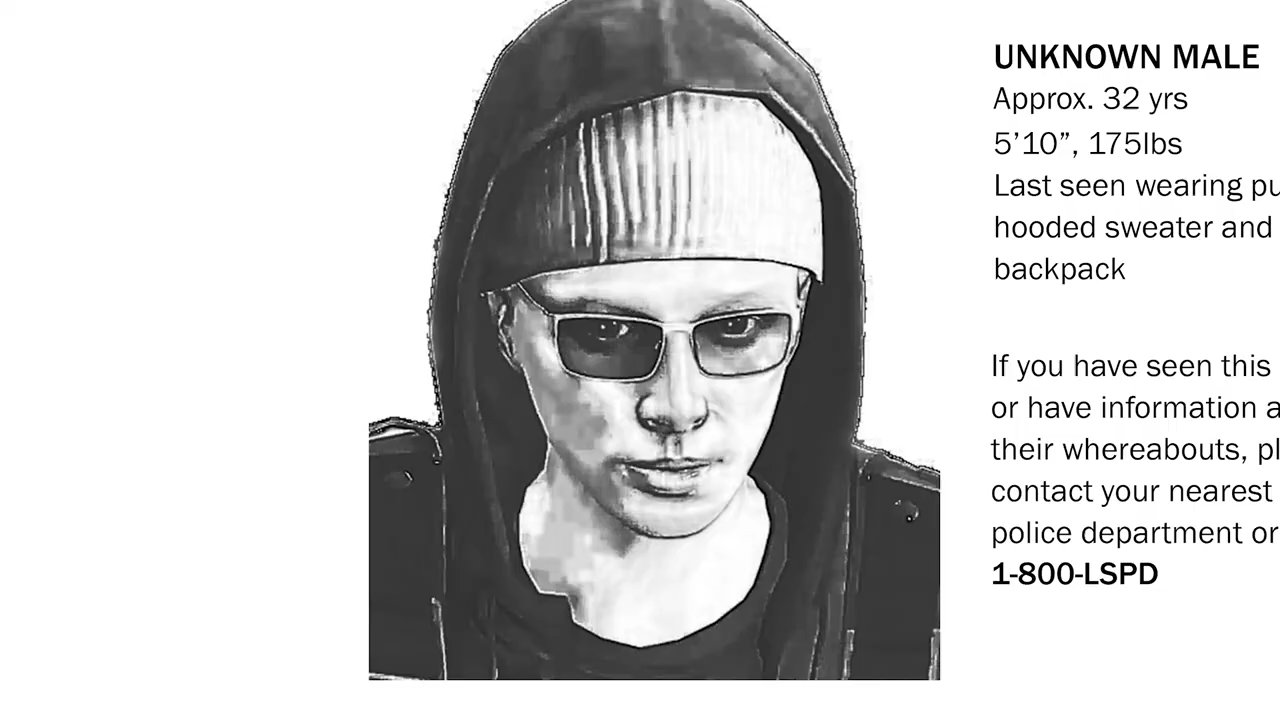 UNKNOWN MALE
Approx. 32 yrs
5’10”, 175lbs
Last seen wearing
hooded sweater and
backpack
If you have seen this
or have information
their whereabouts,
contact your nearest
police department or
1-800-LSPD